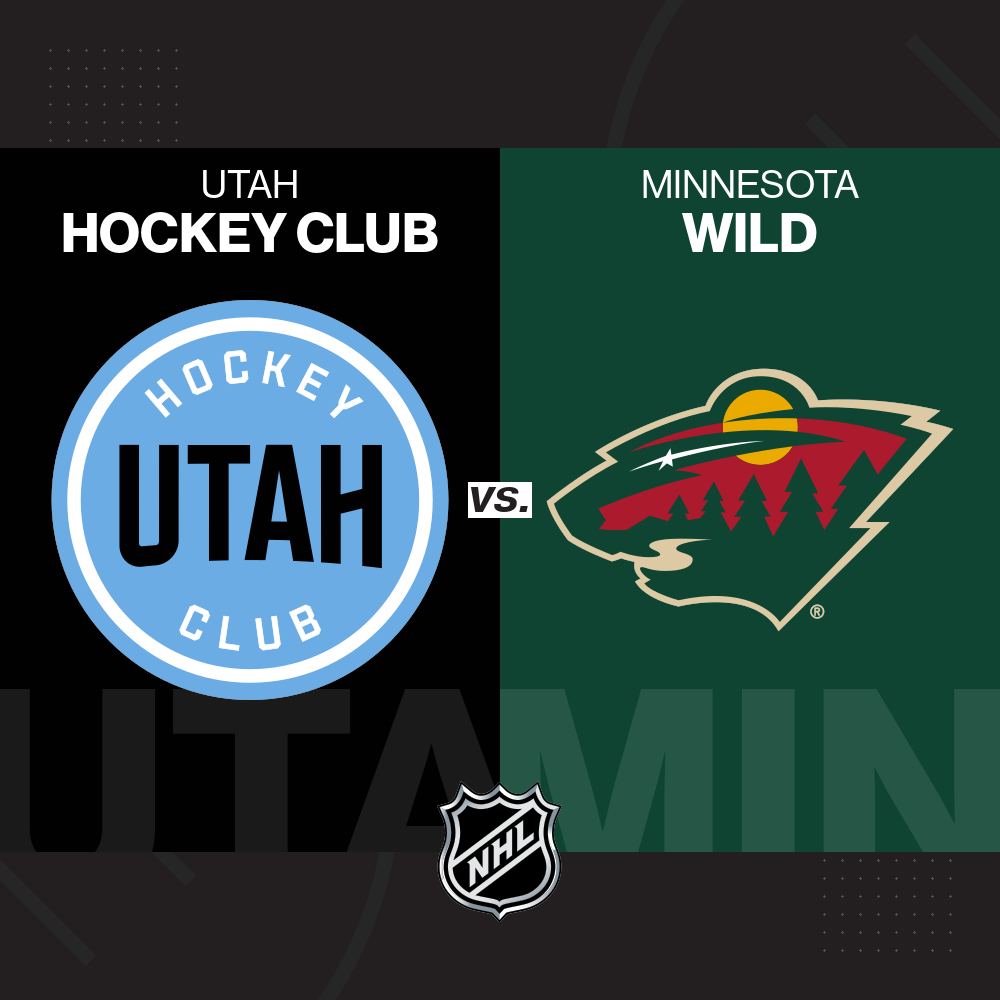 UTAH
HOCKEY CLUB
MINNESOTA
WILD
HOCKEY
UTAH
CLUB
vs.
®
UTA
MIN
NHL